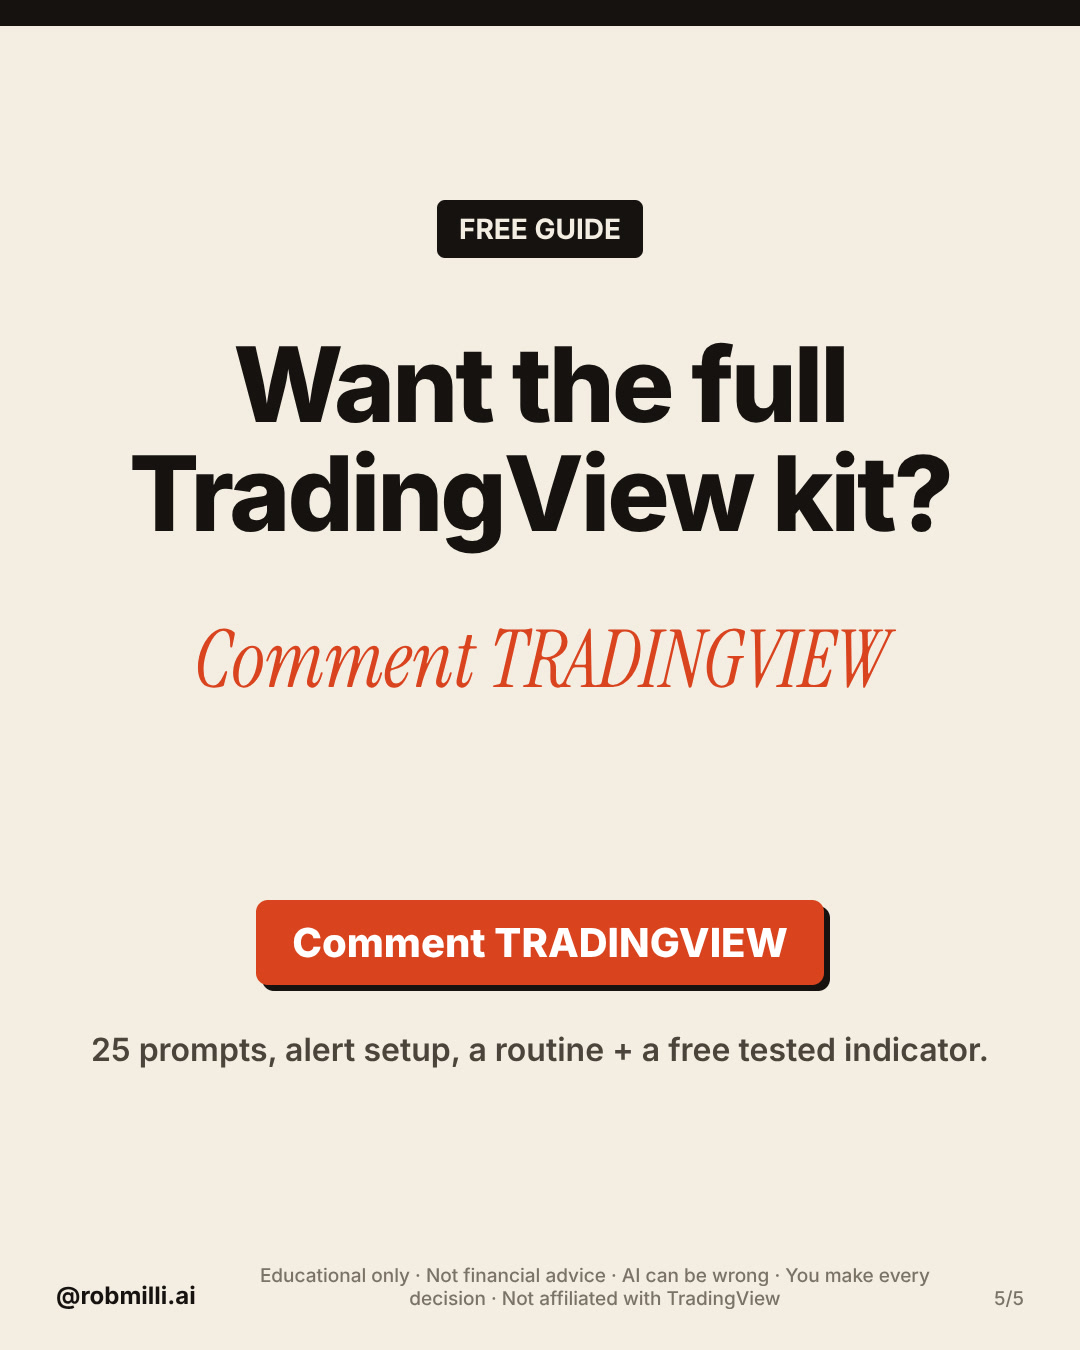 FREE GUIDE
Want the full
TradingView kit?
Comment TRADINGVIEW
Comment TRADINGVIEW
25 prompts, alert setup, a routine + a free tested indicator.
@robmilli.ai
Educational only · Not financial advice · AI can be wrong · You make every
decision · Not affiliated with TradingView
5/5